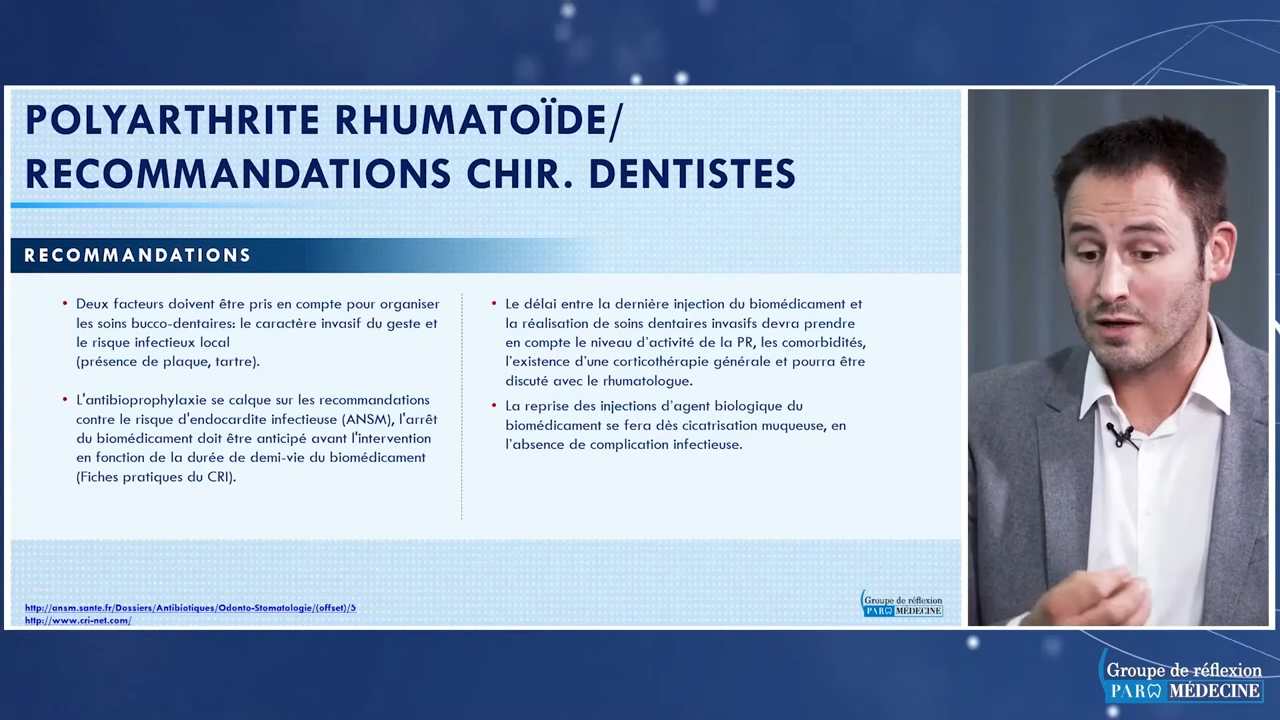 POLYARTHRITE RHUMATOÏDE/
RECOMMANDATIONS CHIR. DENTISTES
RECOMMANDATIONS
• Deux facteurs doivent être pris en compte pour organiser
les soins bucco-dentaires: le caractère invasif du geste et
le risque infectieux local
(présence de plaque, tartre).
• L'antibioprophylaxie se calque sur les recommandations
contre le risque d'endocardite infectieuse (ANSM), l'arrêt
du biomédicament doit être anticipé avant l'intervention
en fonction de la durée de demi-vie du biomédicament
(Fiches pratiques du CRI).
• Le délai entre la dernière injection du biomédicament et
la réalisation de soins dentaires invasifs devra prendre
en compte le niveau d'activité de la PR, les comorbidités,
l'existence d'une corticothérapie générale et pourra être
discuté avec le rhumatologue.
• La reprise des injections d'agent biologique du
biomédicament se fera dès cicatrisation muqueuse, en
l'absence de complication infectieuse.
http://ansm.sante.fr/Dossiers/Antibiotiques/Odonto-Stomatologie/(offset)/5
http://www.cri-net.com/
Groupe de réflexion
PARO MÉDECINE
Groupe de réflexion
PARO MÉDECINE